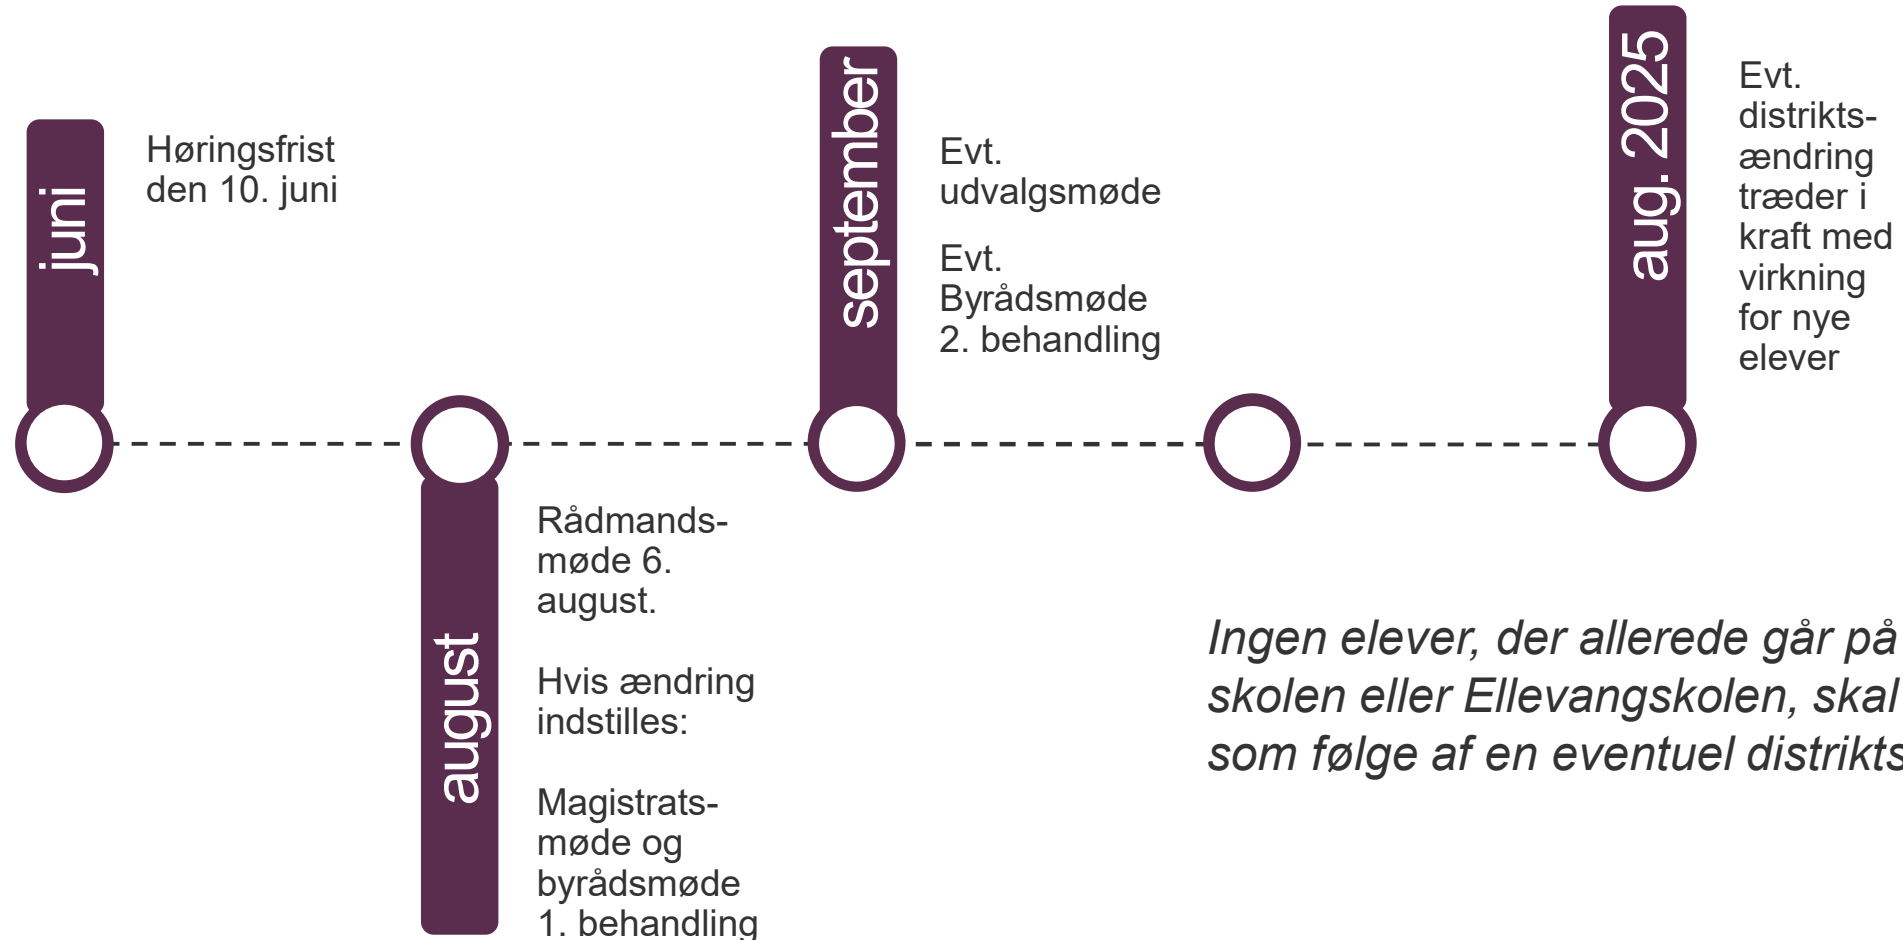 juni
Høringsfrist
den 10. juni
august
Rådmands-
møde 6.
august.
Hvis ændring
indstilles:
Magistrats-
møde og
byrådsmøde
1. behandling
september
Evt.
udvalgsmøde
Evt.
Byrådsmøde
2. behandling
aug. 2025
Evt.
distrikts-
ændring
træder i
kraft med
virkning
for nye
elever
Ingen elever, der allerede går på
skolen eller Ellevangskolen, skal
som følge af en eventuel distrikts